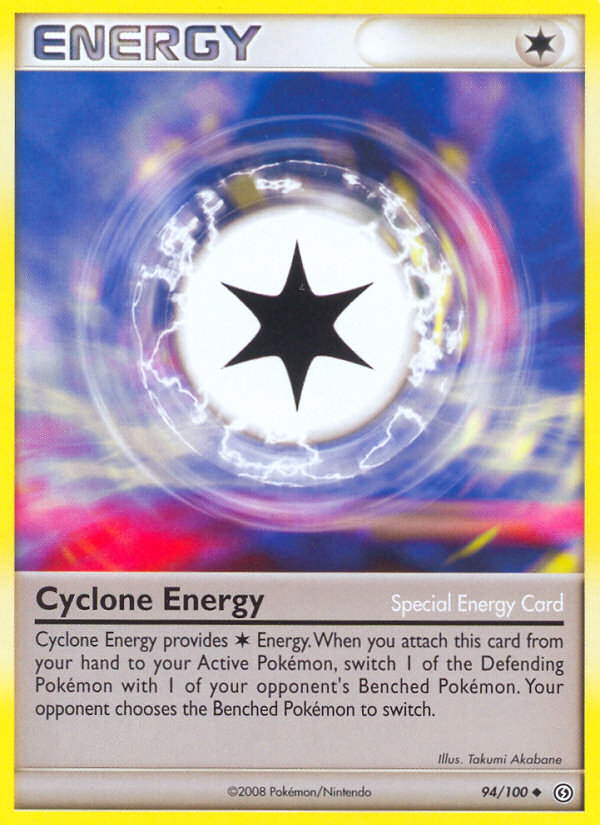 ENERGY
Cyclone Energy
Special Energy Card
Cyclone Energy provides ✶ Energy. When you attach this card from
your hand to your Active Pokémon, switch 1 of the Defending
Pokémon with 1 of your opponent's Benched Pokémon. Your
opponent chooses the Benched Pokémon to switch.
Illus. Takumi Akabane
©2008 Pokémon/Nintendo
94/100 ◆